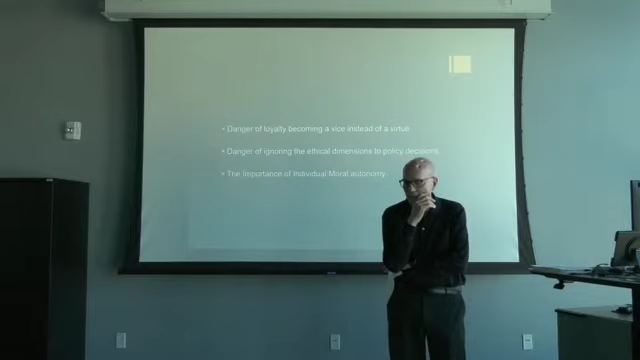 • Danger of loyalty becoming a vice instead of a virtue
• Danger of ignoring the ethical dimensions to policy decisions
• The Importance of Individual Moral autonomy